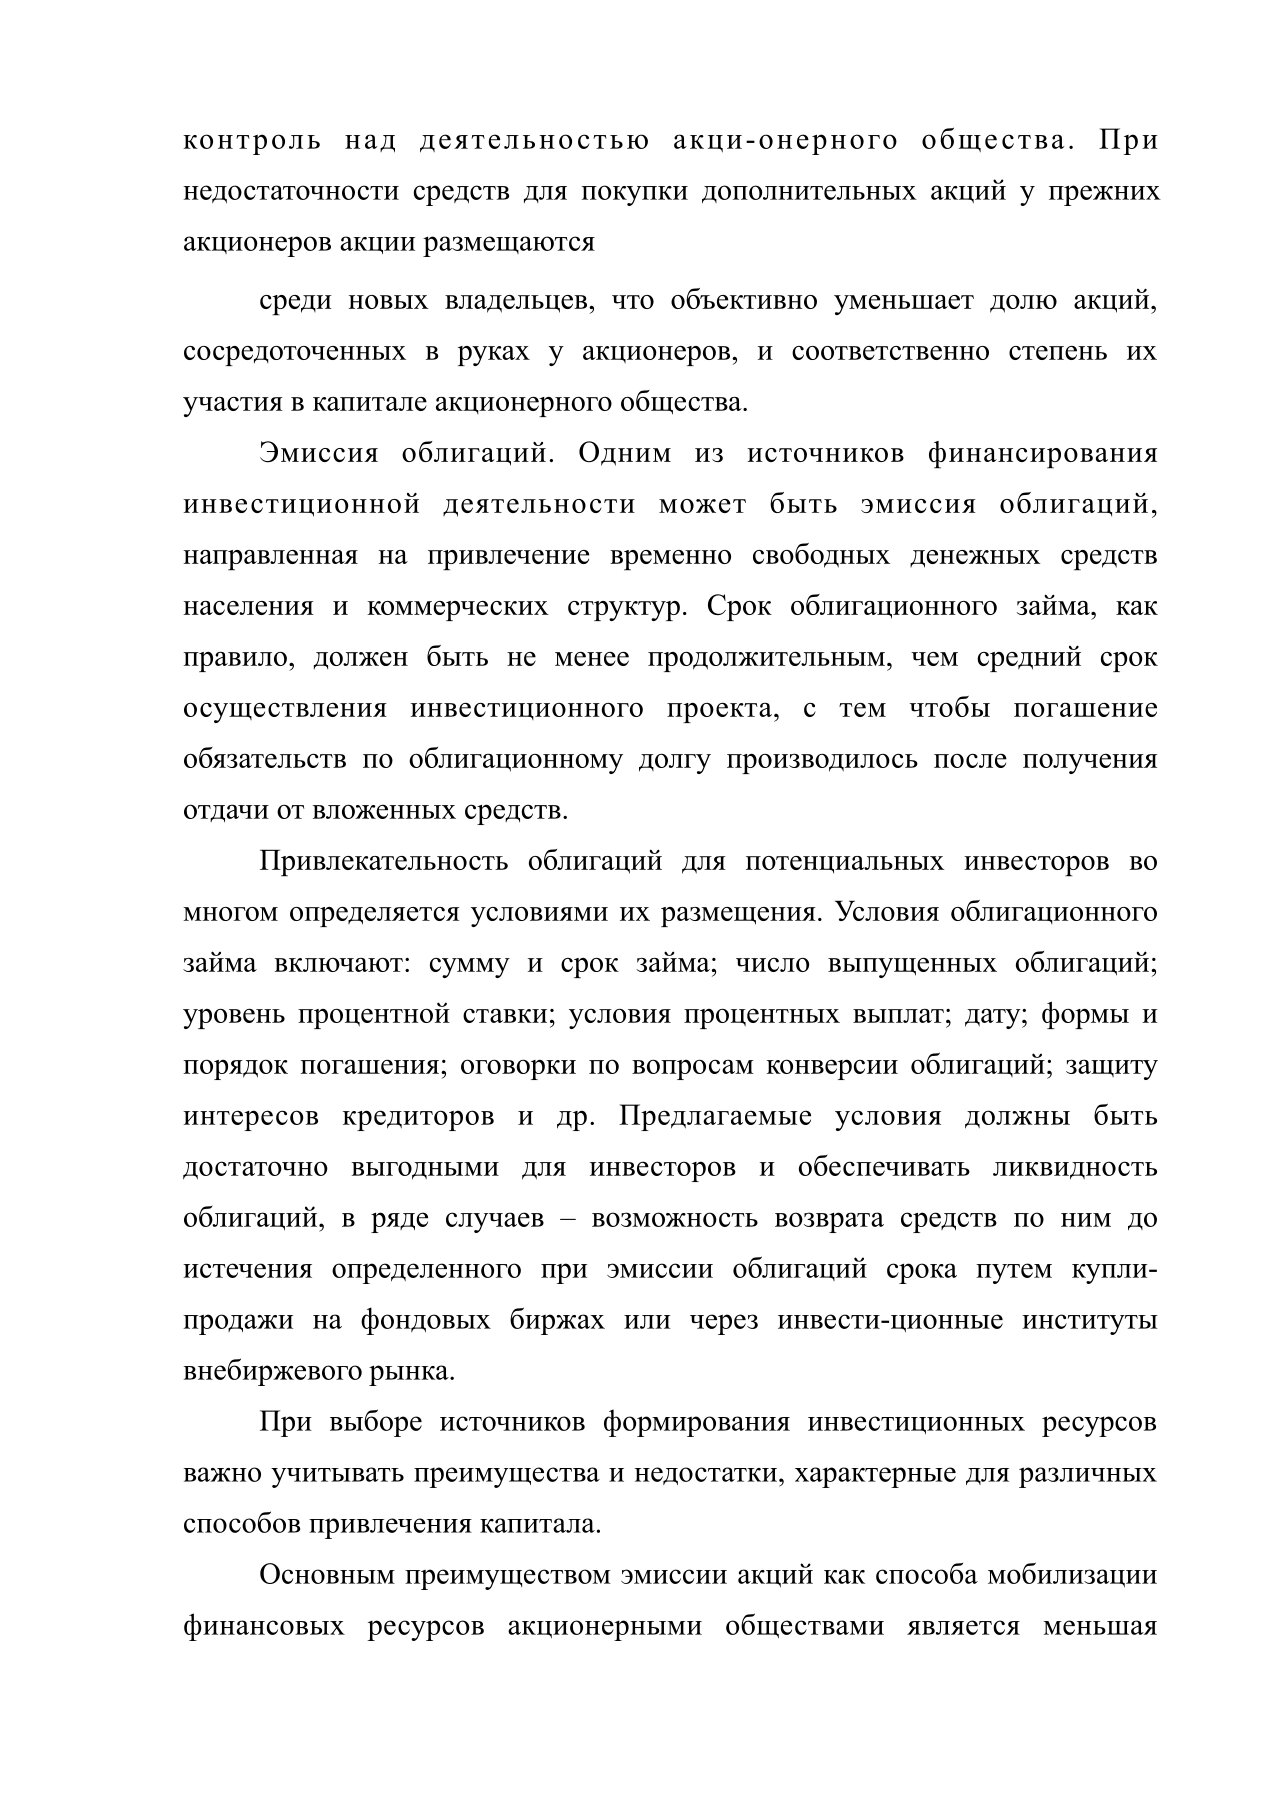 контроль над деятельностью акци-онерного общества. При
недостаточности средств для покупки дополнительных акций у прежних
акционеров акции размещаются
среди новых владельцев, что объективно уменьшает долю акций,
сосредоточенных в руках у акционеров, и соответственно степень их
участия в капитале акционерного общества.
Эмиссия облигаций. Одним из источников финансирования
инвестиционной деятельности может быть эмиссия облигаций,
направленная на привлечение временно свободных денежных средств
населения и коммерческих структур. Срок облигационного займа, как
правило, должен быть не менее продолжительным, чем средний срок
осуществления инвестиционного проекта, с тем чтобы погашение
обязательств по облигационному долгу производилось после получения
отдачи от вложенных средств.
Привлекательность облигаций для потенциальных инвесторов во
многом определяется условиями их размещения. Условия облигационного
займа включают: сумму и срок займа; число выпущенных облигаций;
уровень процентной ставки; условия процентных выплат; дату; формы и
порядок погашения; оговорки по вопросам конверсии облигаций; защиту
интересов кредиторов и др. Предлагаемые условия должны быть
достаточно выгодными для инвесторов и обеспечивать ликвидность
облигаций, в ряде случаев – возможность возврата средств по ним до
истечения определенного при эмиссии облигаций срока путем купли-
продажи на фондовых биржах или через инвести-ционные институты
внебиржевого рынка.
При выборе источников формирования инвестиционных ресурсов
важно учитывать преимущества и недостатки, характерные для различных
способов привлечения капитала.
Основным преимуществом эмиссии акций как способа мобилизации
финансовых ресурсов акционерными обществами является меньшая